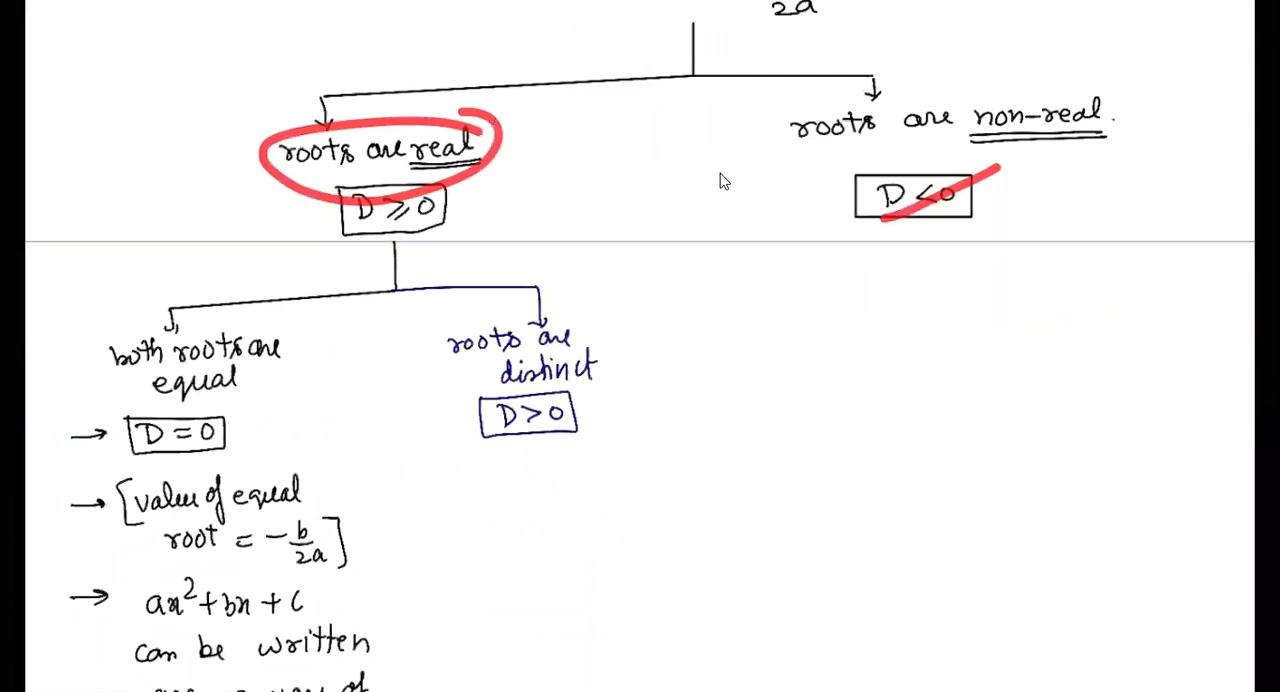 2a
roots are real
D ⩾ 0
roots are non-real.
D < 0
both roots are
equal
→ D = 0
→ [value of equal
root = -b/2a]
→ ax²+bx+c
can be written
roots are
distinct
D > 0